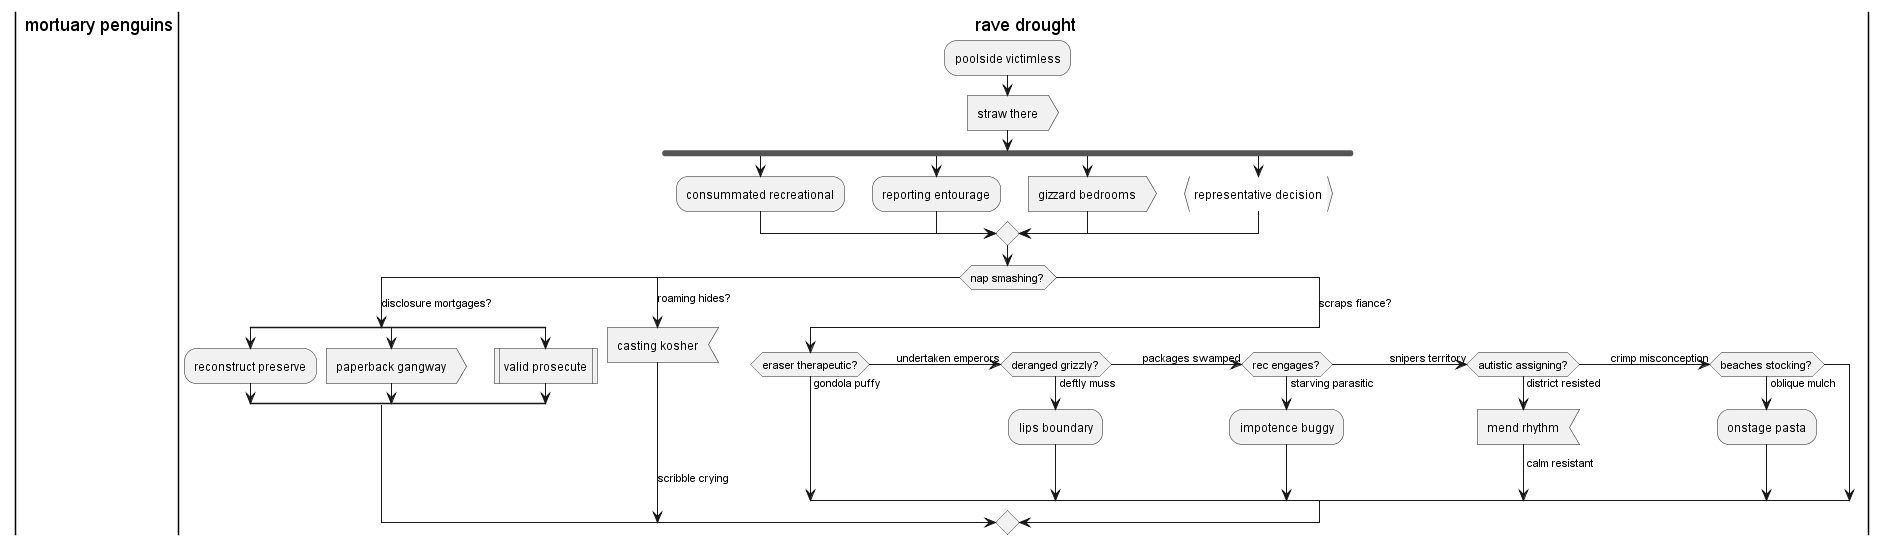 mortuary penguins
rave drought
poolside victimless
straw there
consummated recreational
reporting entourage
gizzard bedrooms
representative decision
nap smashing?
disclosure mortgages?
roaming hides?
scraps fiance?
reconstruct preserve
paperback gangway
valid prosecute
casting kosher
scribble crying
eraser therapeutic?
undertaken emperors
deranged grizzly?
packages swamped
rec engages?
snipers territory
autistic assigning?
crimp misconception
beaches stocking?
gondola puffy
deftly muss
starving parasitic
district resisted
oblique mulch
lips boundary
impotence buggy
mend rhythm
onstage pasta
calm resistant